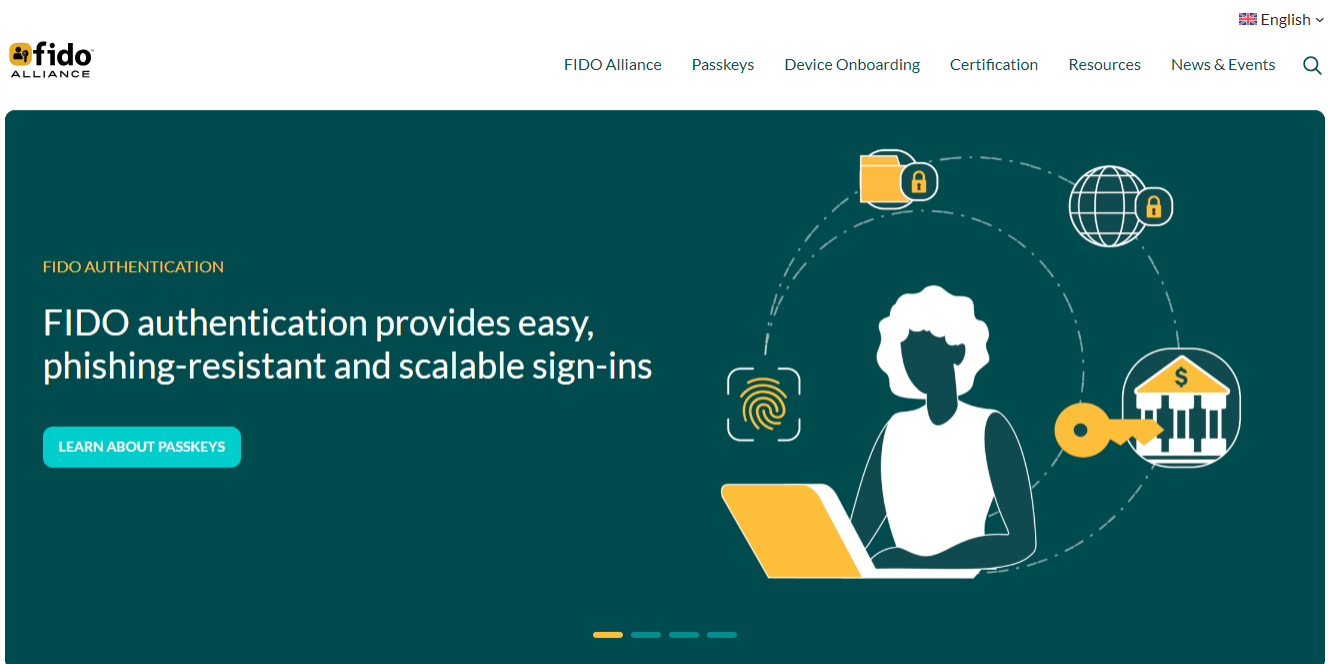 English
fido
ALLIANCE
FIDO Alliance Passkeys Device Onboarding Certification Resources News & Events
FIDO AUTHENTICATION
FIDO authentication provides easy,
phishing-resistant and scalable sign-ins
LEARN ABOUT PASSKEYS
$